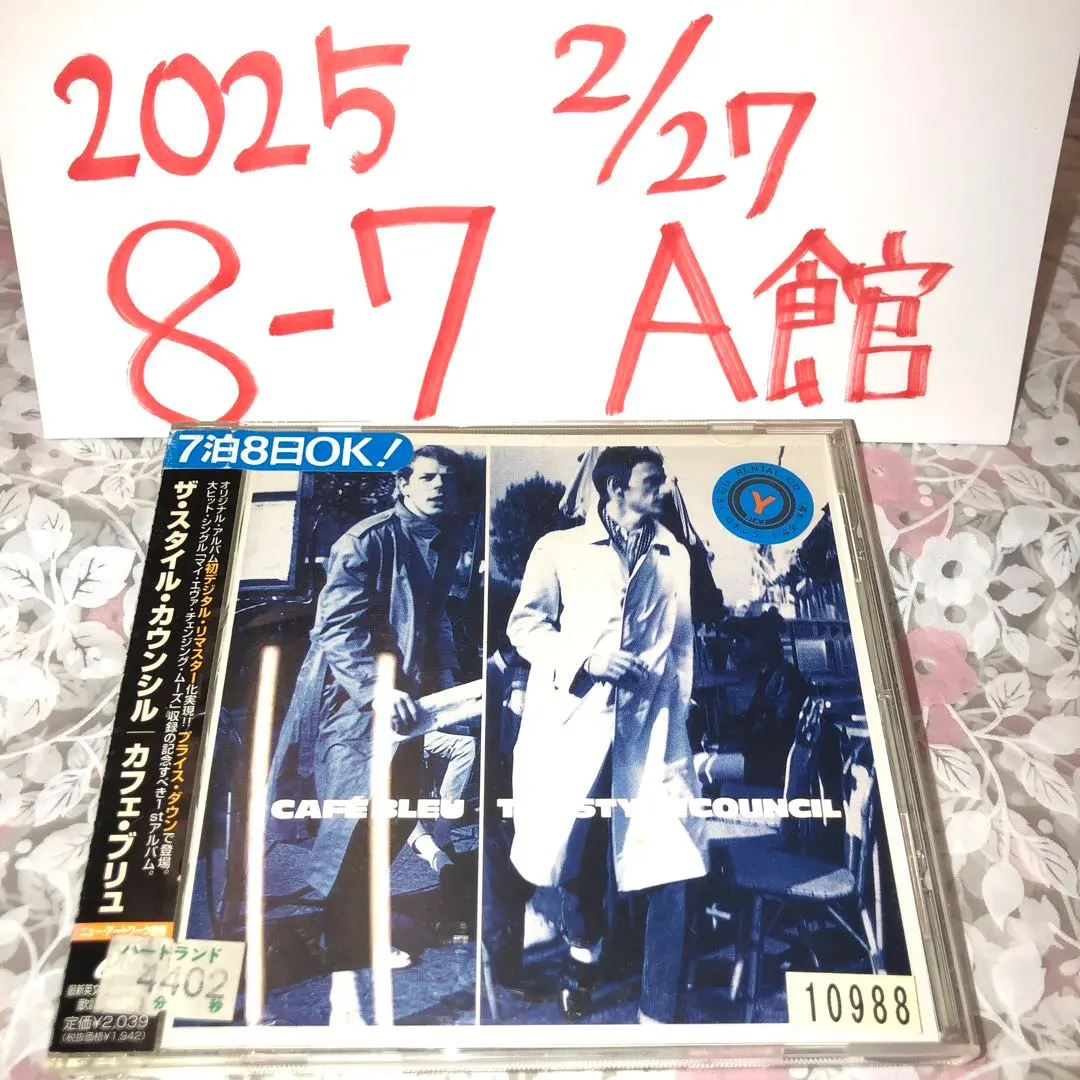 2025 2/27
8-7 A館
7泊8日OK!
オリジナル・アルバム初デジタル・リマスター化実現!!プライス・ダウンで登場。
大ヒット・シングル「マイ・エヴァ・チェンジング・ムーズ」収録の記念すべき1stアルバム。
ザ・スタイル・カウンシル|カフェ・ブリュ
RENTAL CD
Y
CAFÉ BLEU
COUNCIL
ハートランド
4402
分 秒
定価¥2,039
(税抜価格¥1,942)
10988